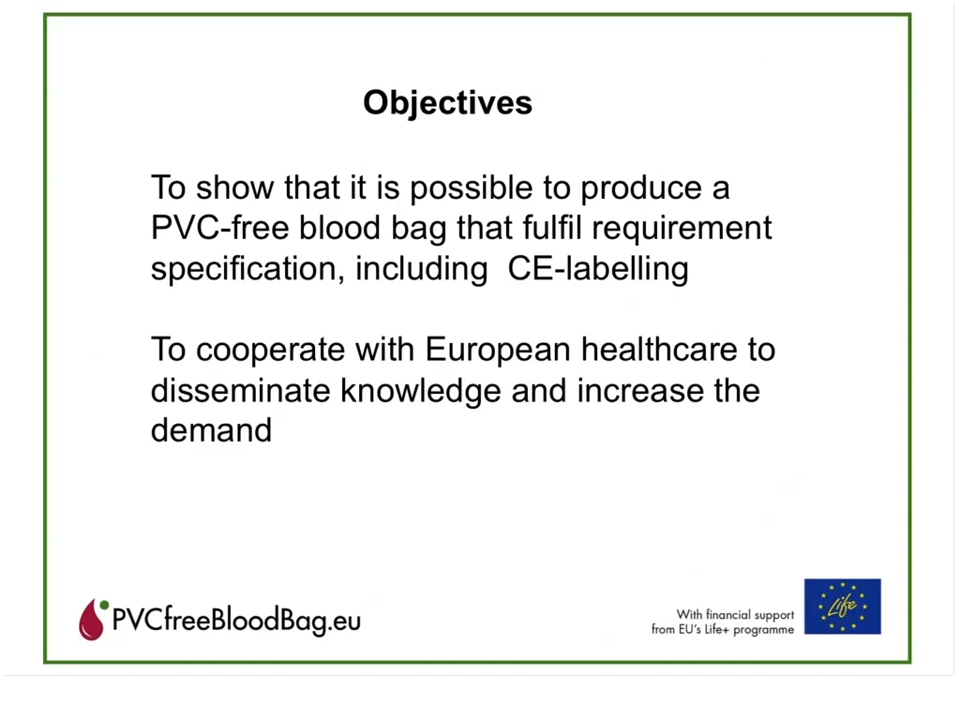 Objectives
To show that it is possible to produce a
PVC-free blood bag that fulfil requirement
specification, including  CE-labelling
To cooperate with European healthcare to
disseminate knowledge and increase the
demand
PVCfreeBloodBag.eu
With financial support
from EU's Life+ programme
Life